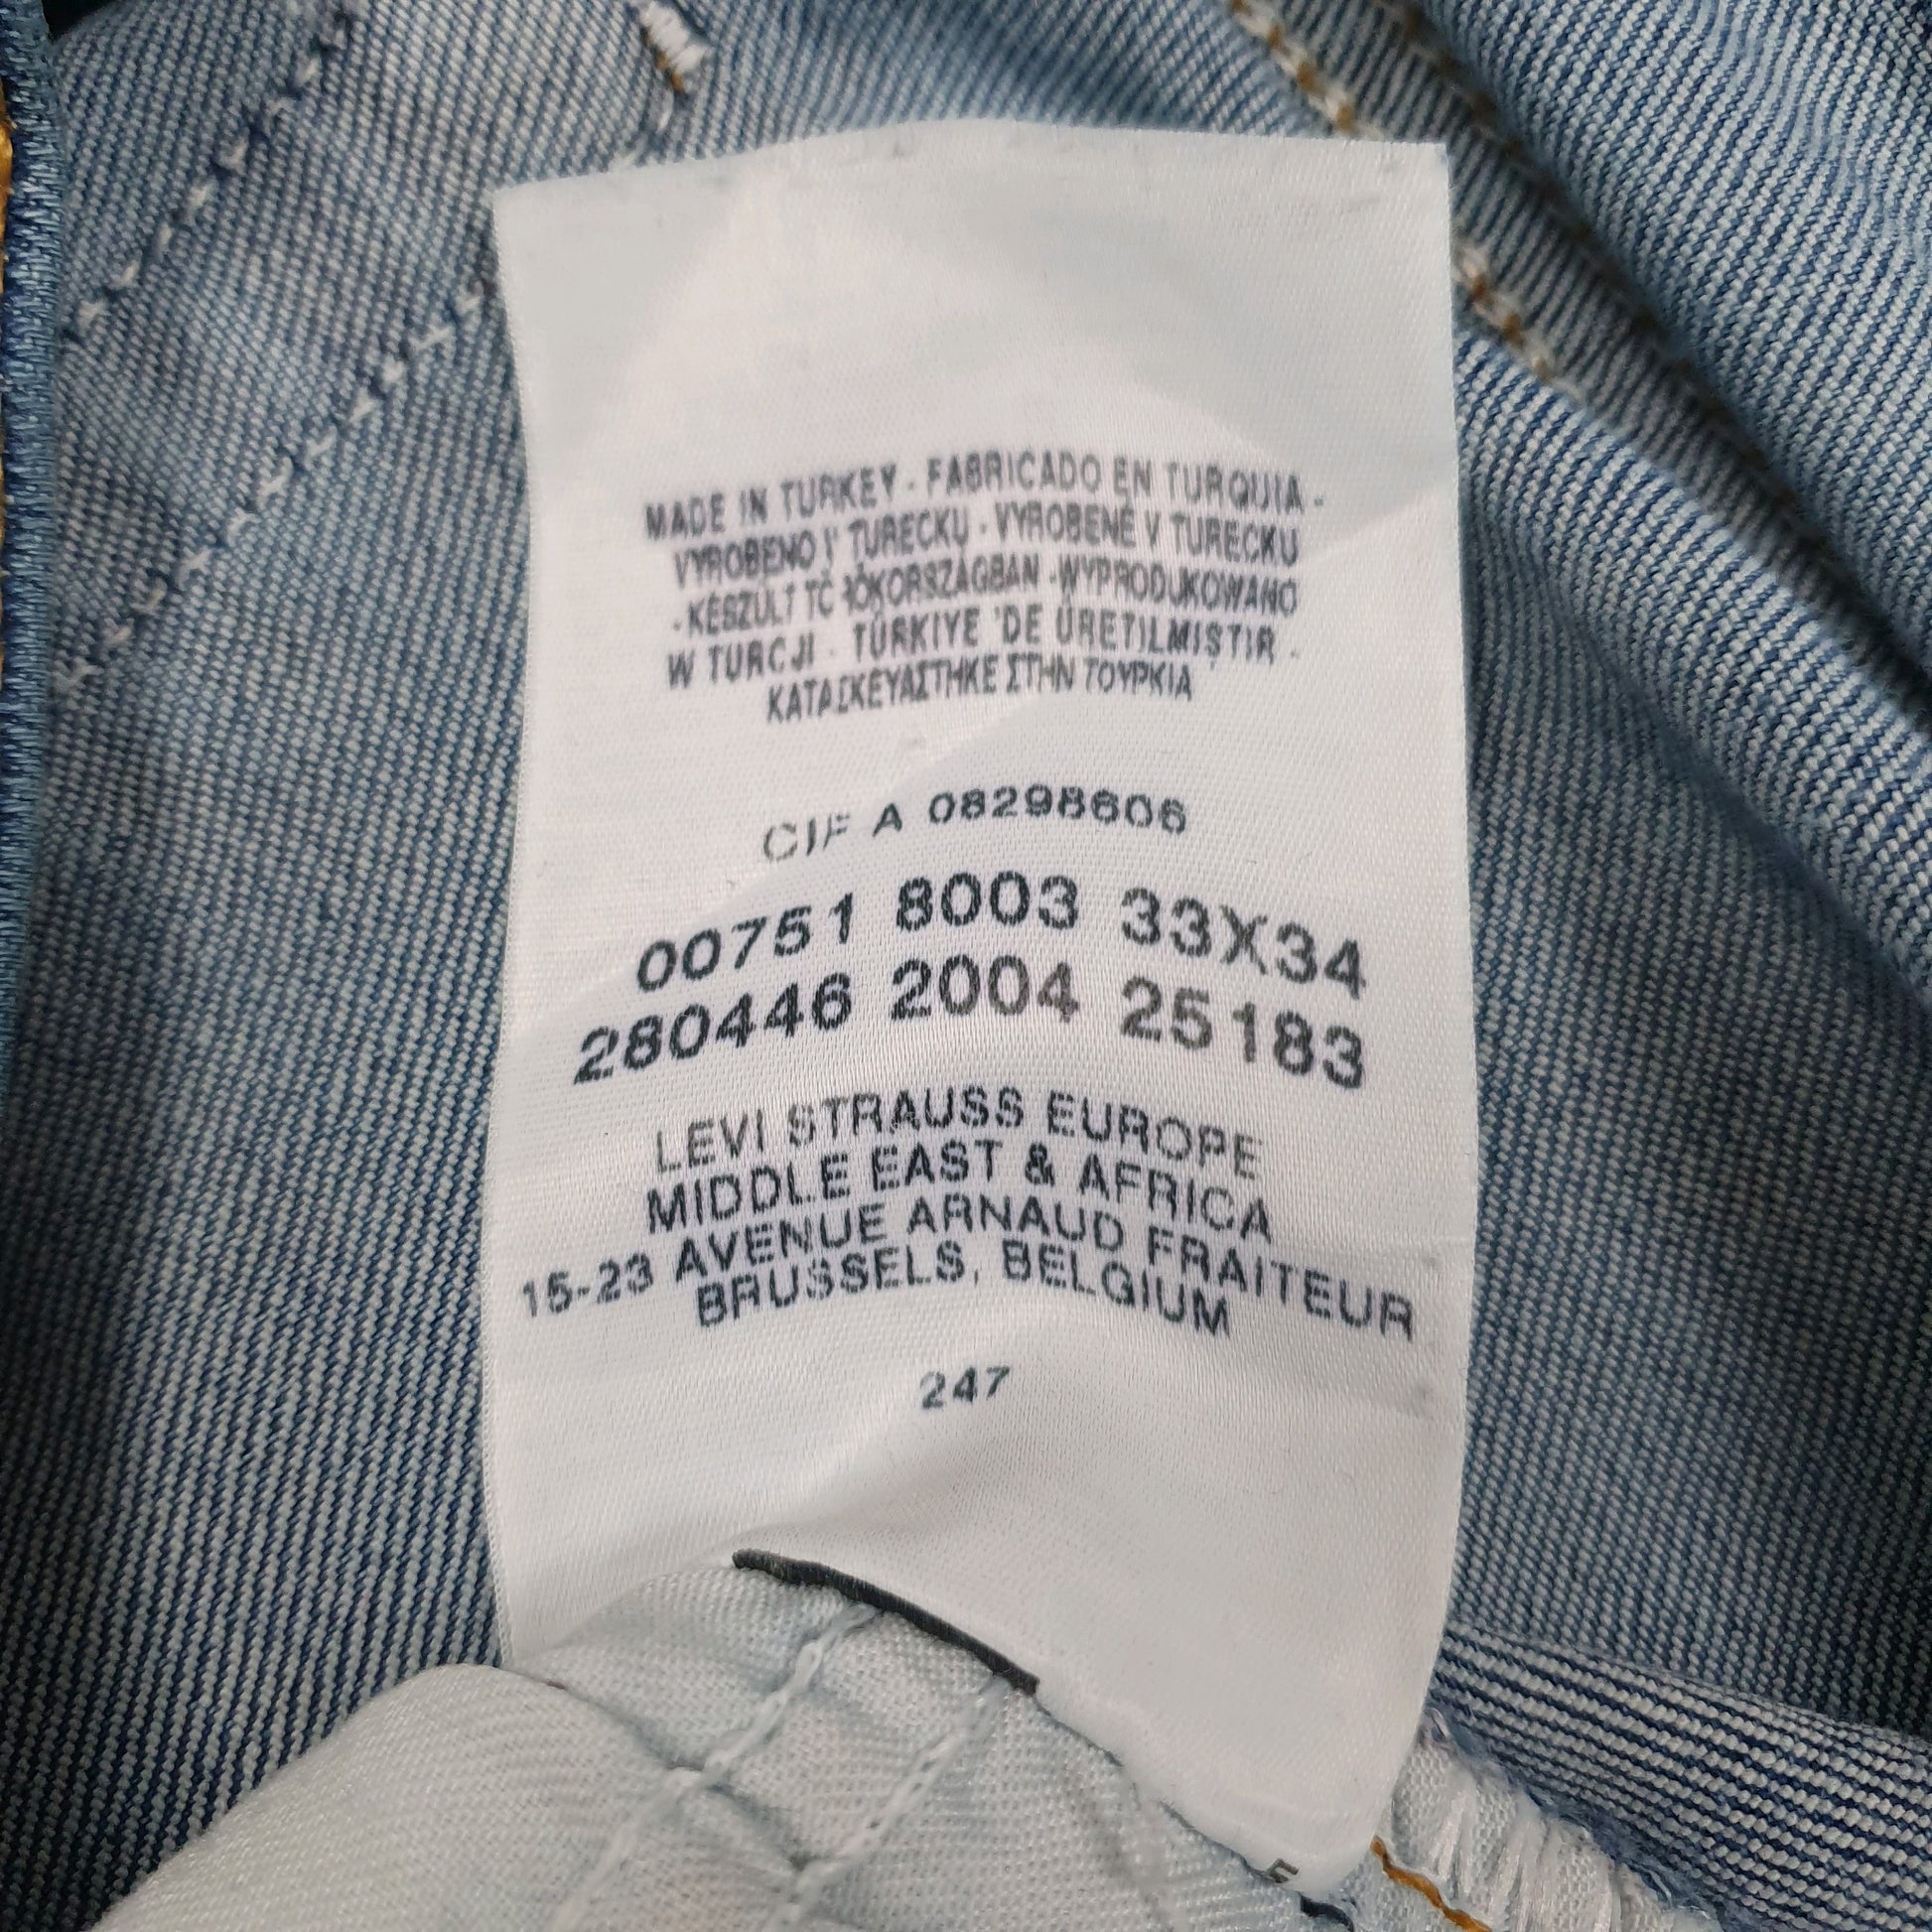 MADE IN TURKEY - FABRICADO EN TURQUIA -
VYROBENO V TURECKU - VYROBENÉ V TURECKU
- KÉSZÜLT TÖRÖKORSZÁGBAN - WYPRODUKOWANO
W TURCJI - TÜRKIYE 'DE ÜRETILMIŞTIR -
ΚΑΤΑΣΚΕΥΑΣΤΗΚΕ ΣΤΗΝ ΤΟΥΡΚΙΑ
CIF A 08298606
00751 8003 33X34
280446 2004 25183
LEVI STRAUSS EUROPE
MIDDLE EAST & AFRICA
15-23 AVENUE ARNAUD FRAITEUR
BRUSSELS, BELGIUM
247